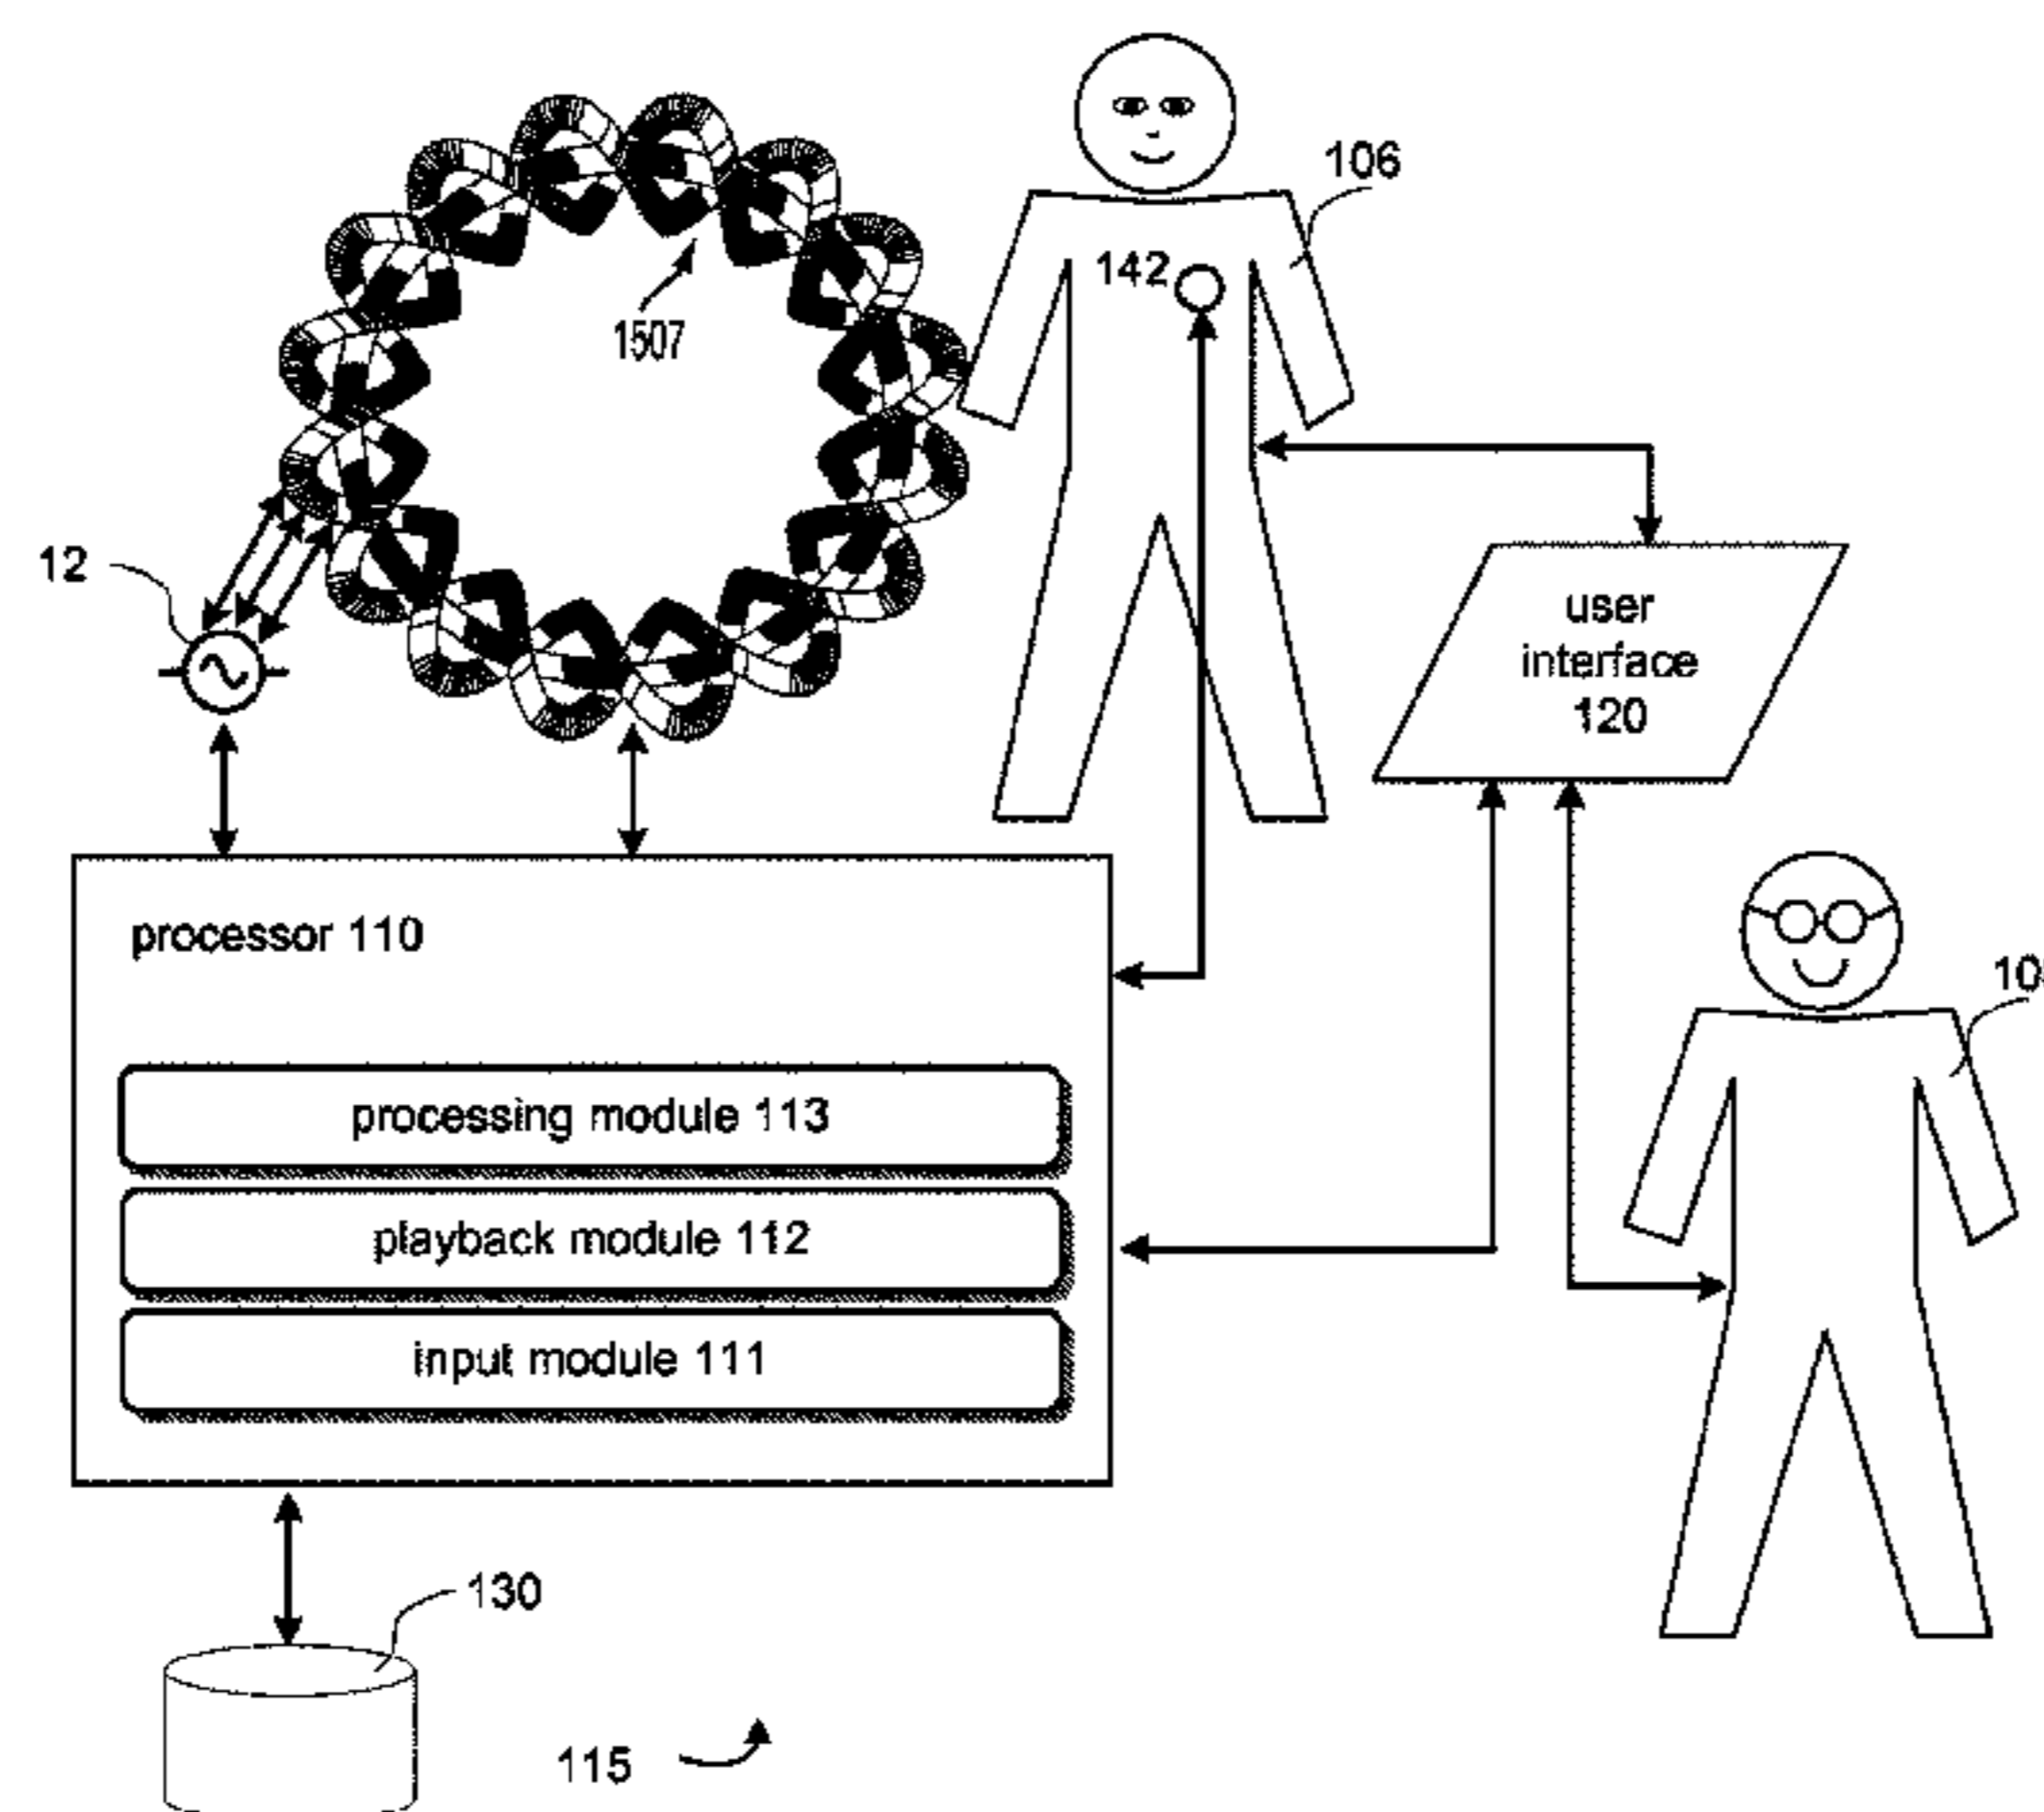 106
142
1507
12
user
interface
120
processor 110
10
processing module 113
playback module 112
input module 111
130
115